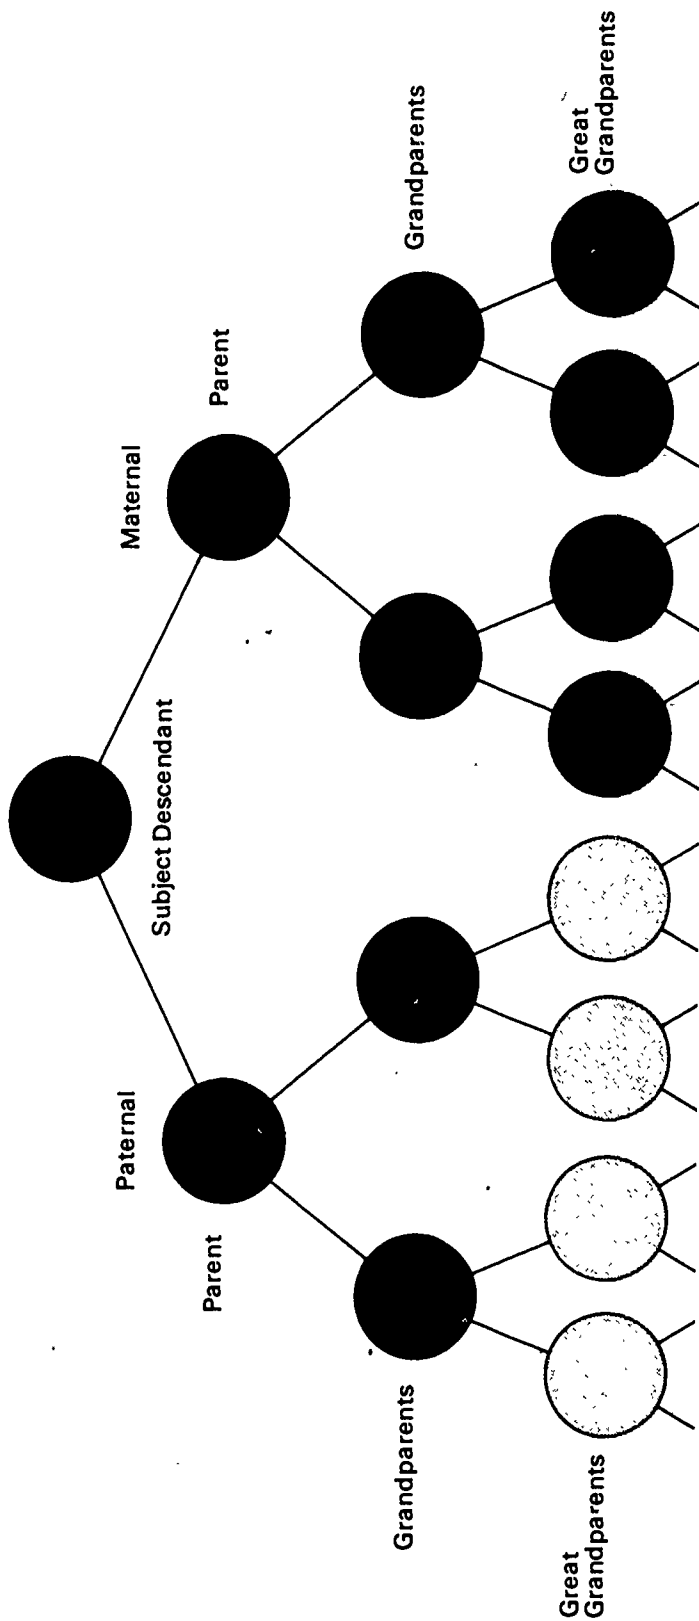 Subject Descendant
Paternal
Maternal
Parent
Parent
Grandparents
Grandparents
Great
Grandparents
Great
Grandparents